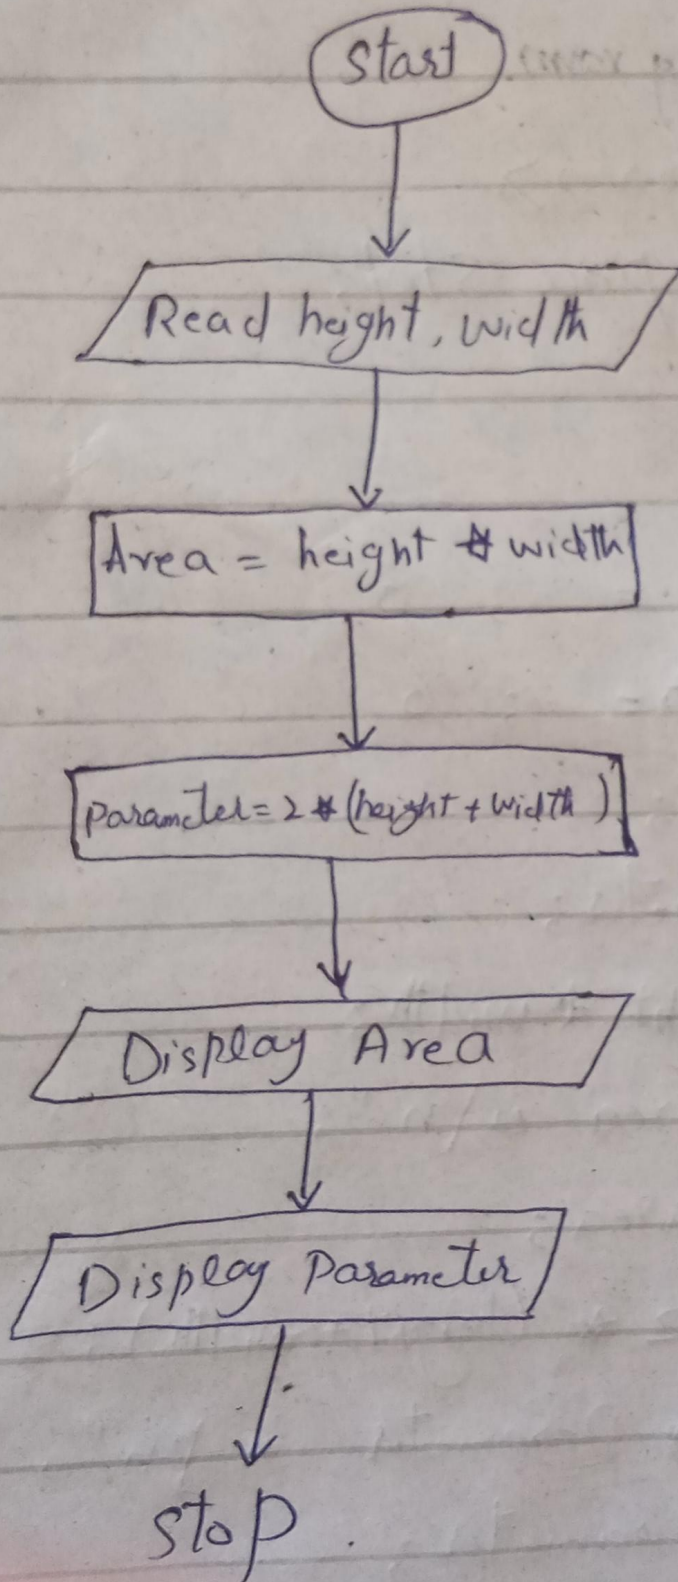 Start
Read height, width
Area = height * width
Parameter = 2 * (height + width)
Display Area
Display Parameter
Stop.